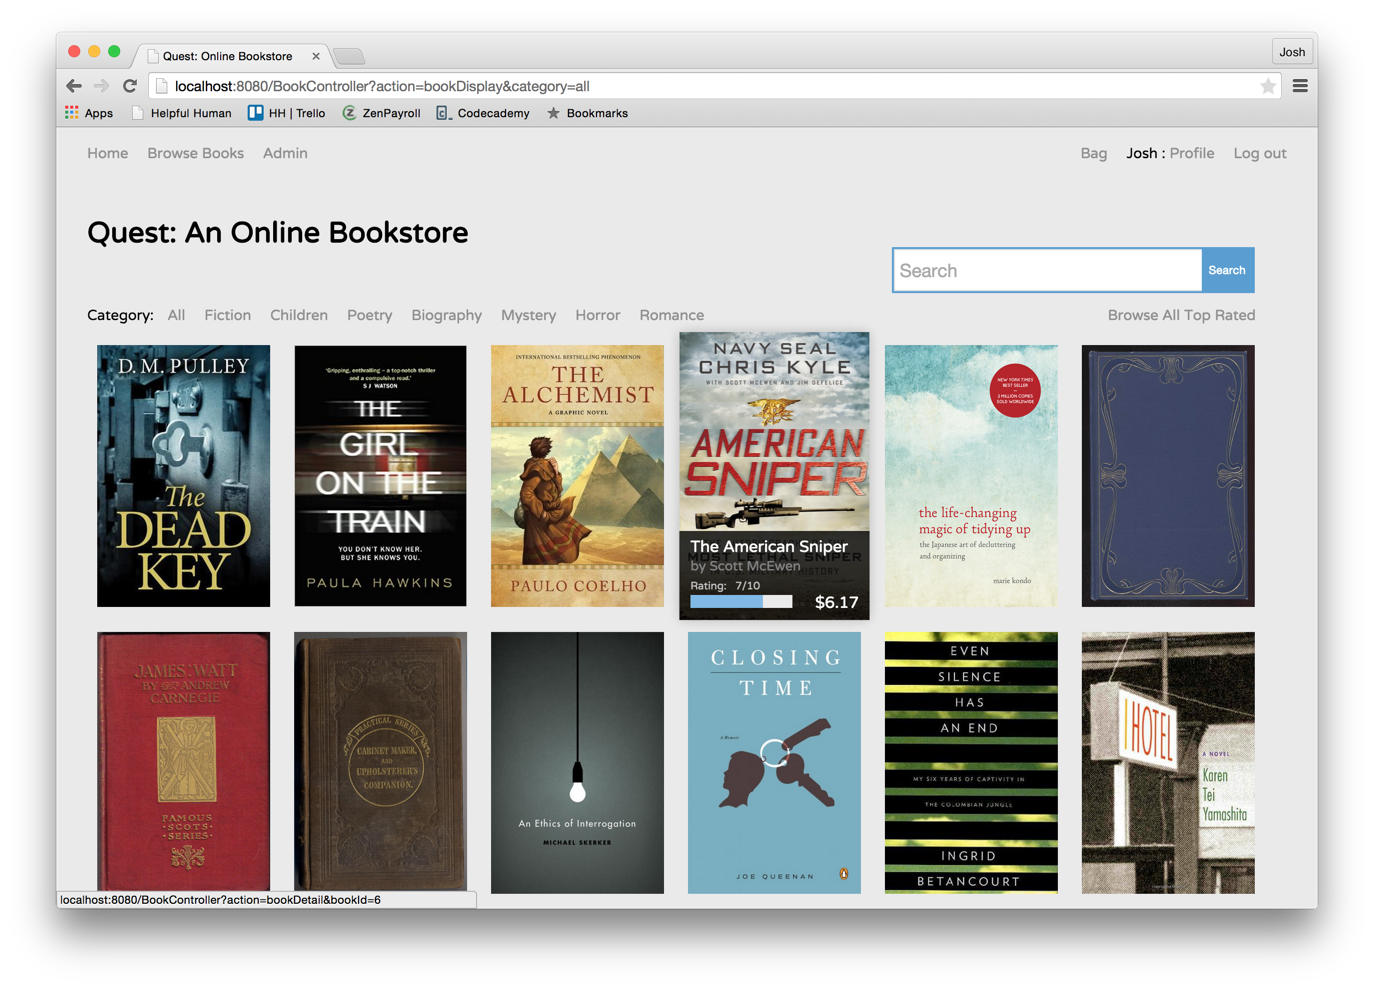 Quest: Online Bookstore
Josh
localhost:8080/BookController?action=bookDisplay&category=all
Apps
Helpful Human
HH | Trello
ZenPayroll
Codecademy
Bookmarks
Home
Browse Books
Admin
Bag
Josh : Profile
Log out
Quest: An Online Bookstore
Search
Search
Category:
All
Fiction
Children
Poetry
Biography
Mystery
Horror
Romance
Browse All Top Rated
D. M. PULLEY
The
DEAD
KEY
'Gripping, enthralling – a top-notch thriller
and a compulsive read.'
S J WATSON
THE
GIRL
ON THE
TRAIN
YOU DON'T KNOW HER.
BUT SHE KNOWS YOU.
PAULA HAWKINS
INTERNATIONAL BESTSELLING PHENOMENON
THE
ALCHEMIST
A GRAPHIC NOVEL
PAULO COELHO
NAVY SEAL
CHRIS KYLE
WITH SCOTT MCEWEN AND JIM DEFELICE
AMERICAN
SNIPER
MOST LETHAL SNIPER
The American Sniper
by Scott McEwen
Rating: 7/10
$6.17
NEW YORK TIMES
BEST SELLER
2 MILLION COPIES
SOLD WORLDWIDE
the life-changing
magic of tidying up
the Japanese art of decluttering
and organizing
marie kondo
JAMES WATT
BY ANDREW
CARNEGIE
FAMOUS
·SCOTS·
·SERIES·
PRACTICAL SERIES
CABINET MAKER,
AND
UPHOLSTERER'S
COMPANION.
An Ethics of Interrogation
MICHAEL SKERKER
CLOSING
TIME
A Memoir
JOE QUEENAN
EVEN
SILENCE
HAS
AN END
MY SIX YEARS OF CAPTIVITY IN
THE COLOMBIAN JUNGLE
INGRID
BETANCOURT
I HOTEL
A NOVEL
Karen
Tei
Yamashita
localhost:8080/BookController?action=bookDetail&bookId=6